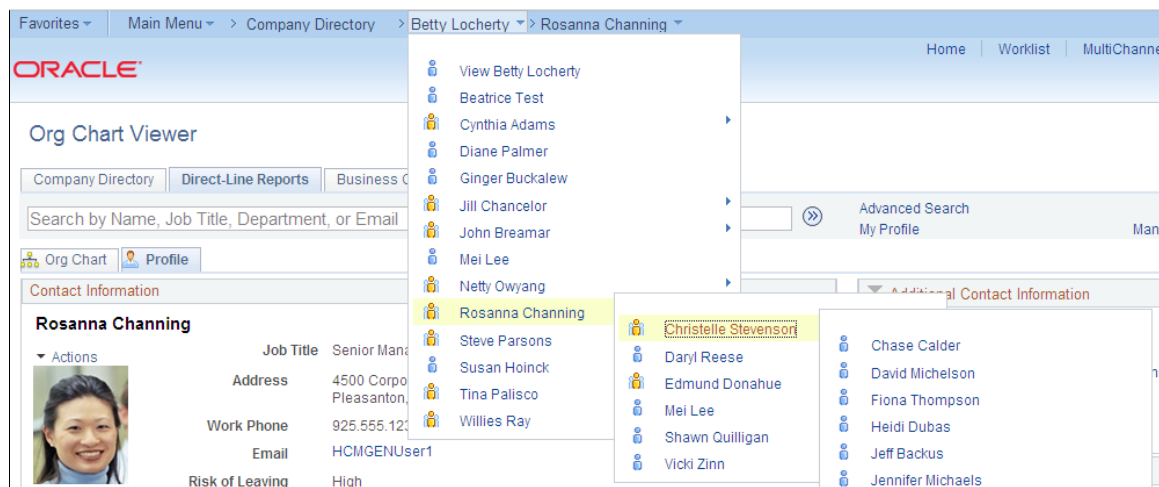 Favorites Main Menu > Company Directory > Betty Locherty > Rosanna Channing
Home Worklist MultiChanne
ORACLE
Org Chart Viewer
Company Directory Direct-Line Reports Business C
Search by Name, Job Title, Department, or Email
Advanced Search
My Profile Man
Org Chart Profile
Contact Information
Additional Contact Information
Rosanna Channing
Actions
Job Title Senior Mana
Address 4500 Corpo
Pleasanton,
Work Phone 925.555.123
Email HCMGENUser1
Risk of Leaving High
View Betty Locherty
Beatrice Test
Cynthia Adams
Diane Palmer
Ginger Buckalew
Jill Chancelor
John Breamar
Mei Lee
Netty Owyang
Rosanna Channing
Steve Parsons
Susan Hoinck
Tina Palisco
Willies Ray
Christelle Stevenson
Daryl Reese
Edmund Donahue
Mei Lee
Shawn Quilligan
Vicki Zinn
Chase Calder
David Michelson
Fiona Thompson
Heidi Dubas
Jeff Backus
Jennifer Michaels